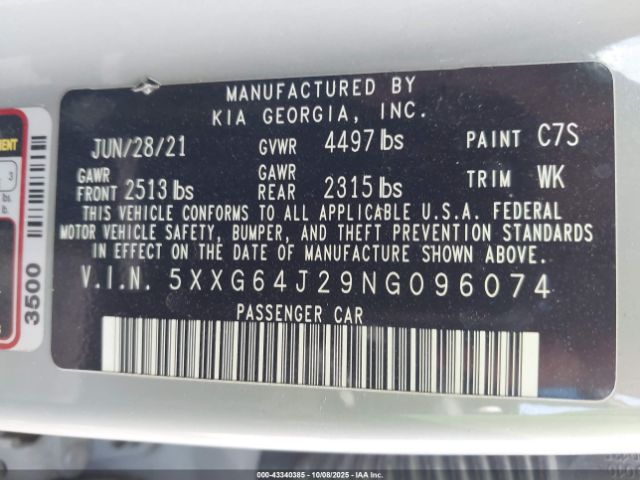 MANUFACTURED BY
KIA GEORGIA, INC.
JUN/28/21 GVWR 4497 lbs PAINT C7S
GAWR FRONT 2513 lbs GAWR REAR 2315 lbs TRIM WK
THIS VEHICLE CONFORMS TO ALL APPLICABLE U.S.A. FEDERAL
MOTOR VEHICLE SAFETY, BUMPER, AND THEFT PREVENTION STANDARDS
IN EFFECT ON THE DATE OF MANUFACTURE SHOWN ABOVE.
V.I.N. 5XXG64J29NG096074
PASSENGER CAR
3500
000-43340385 - 10/08/2025 - IAA Inc.